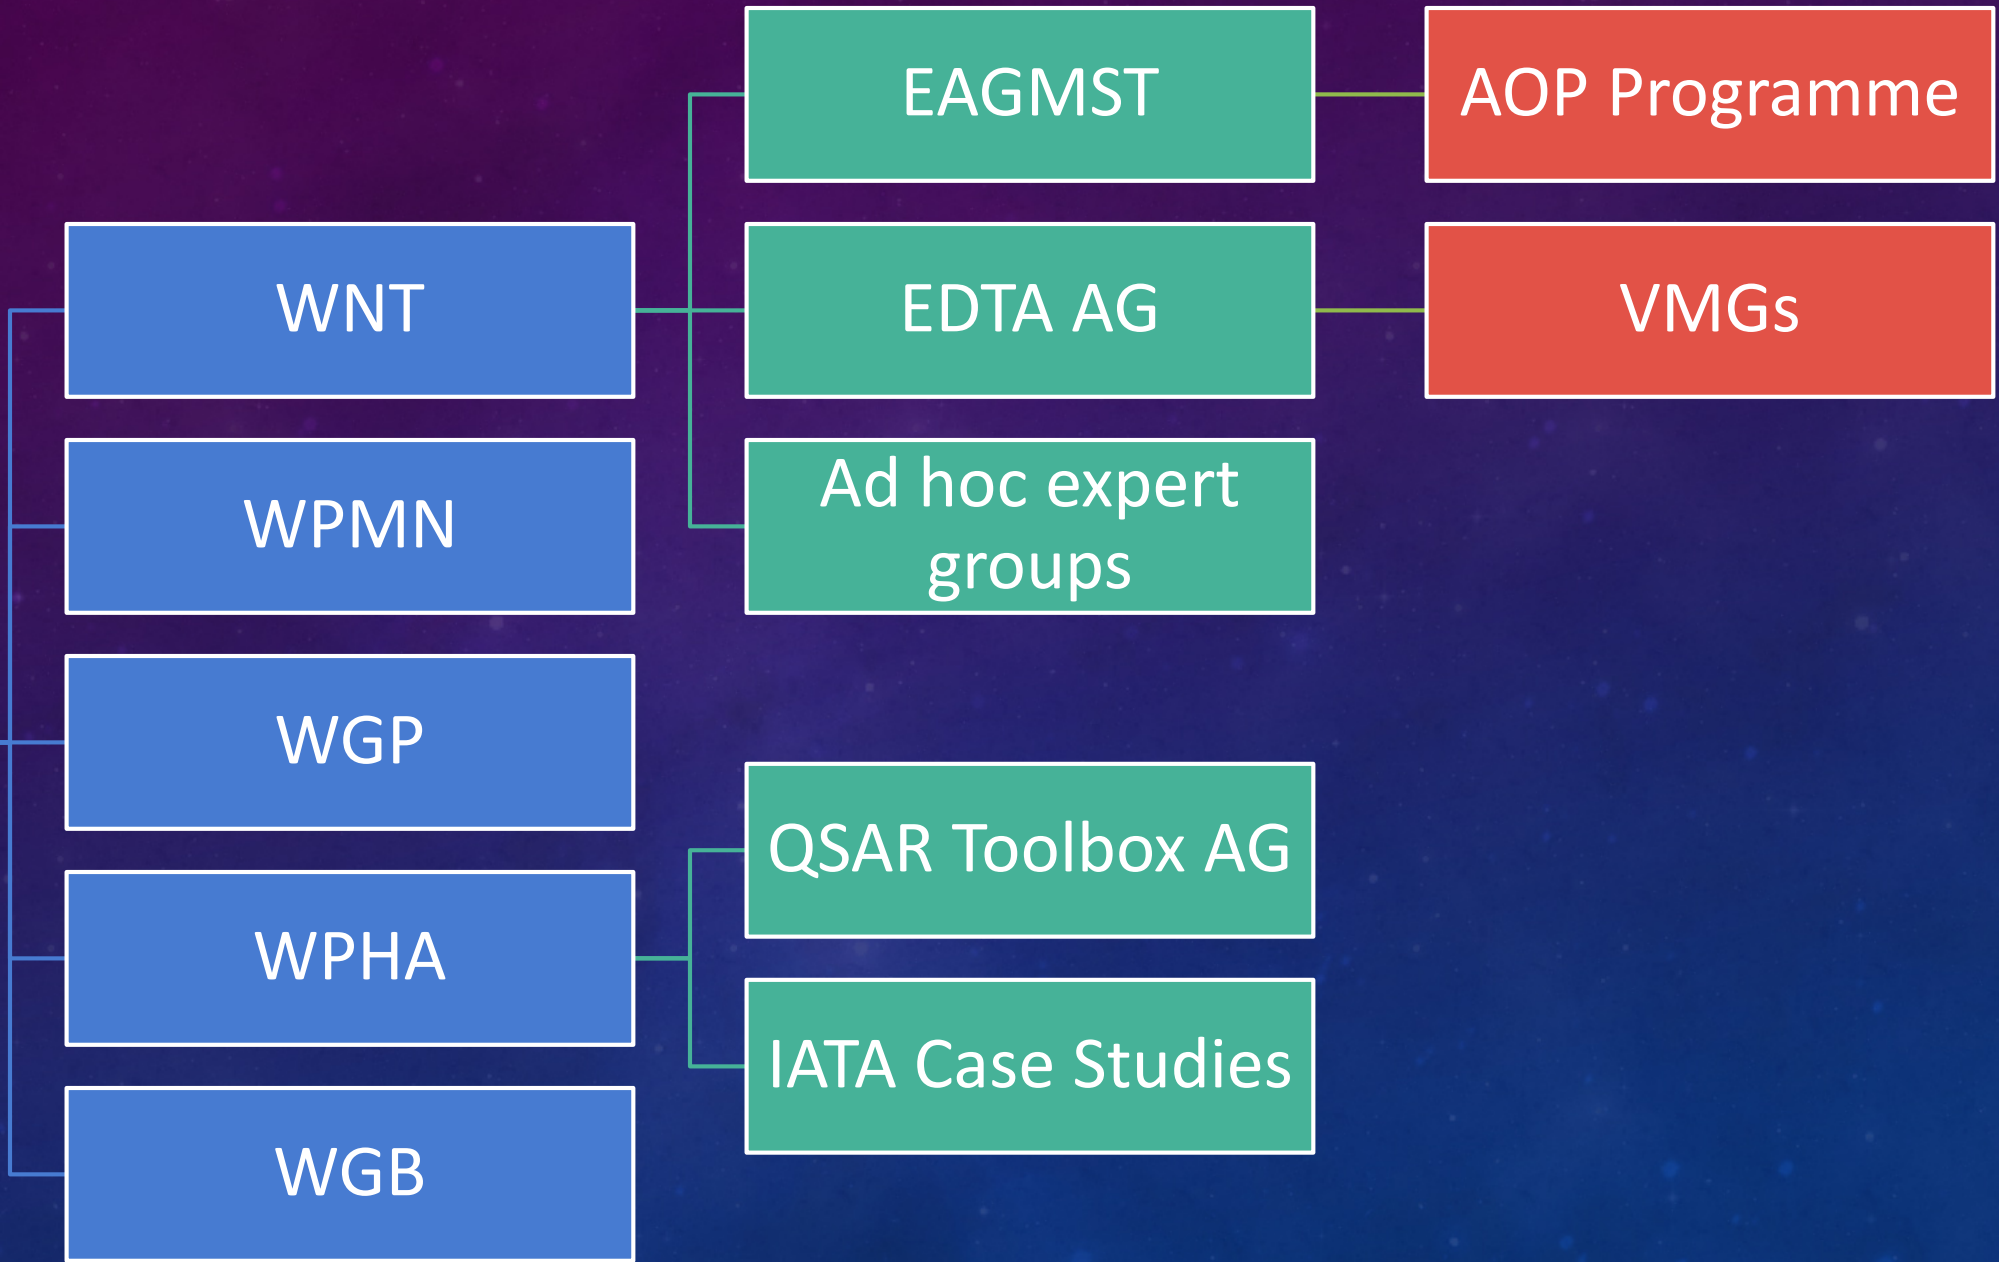 EAGMST
AOP Programme
WNT
EDTA AG
VMGs
WPMN
Ad hoc expert
groups
WGP
QSAR Toolbox AG
WPHA
IATA Case Studies
WGB